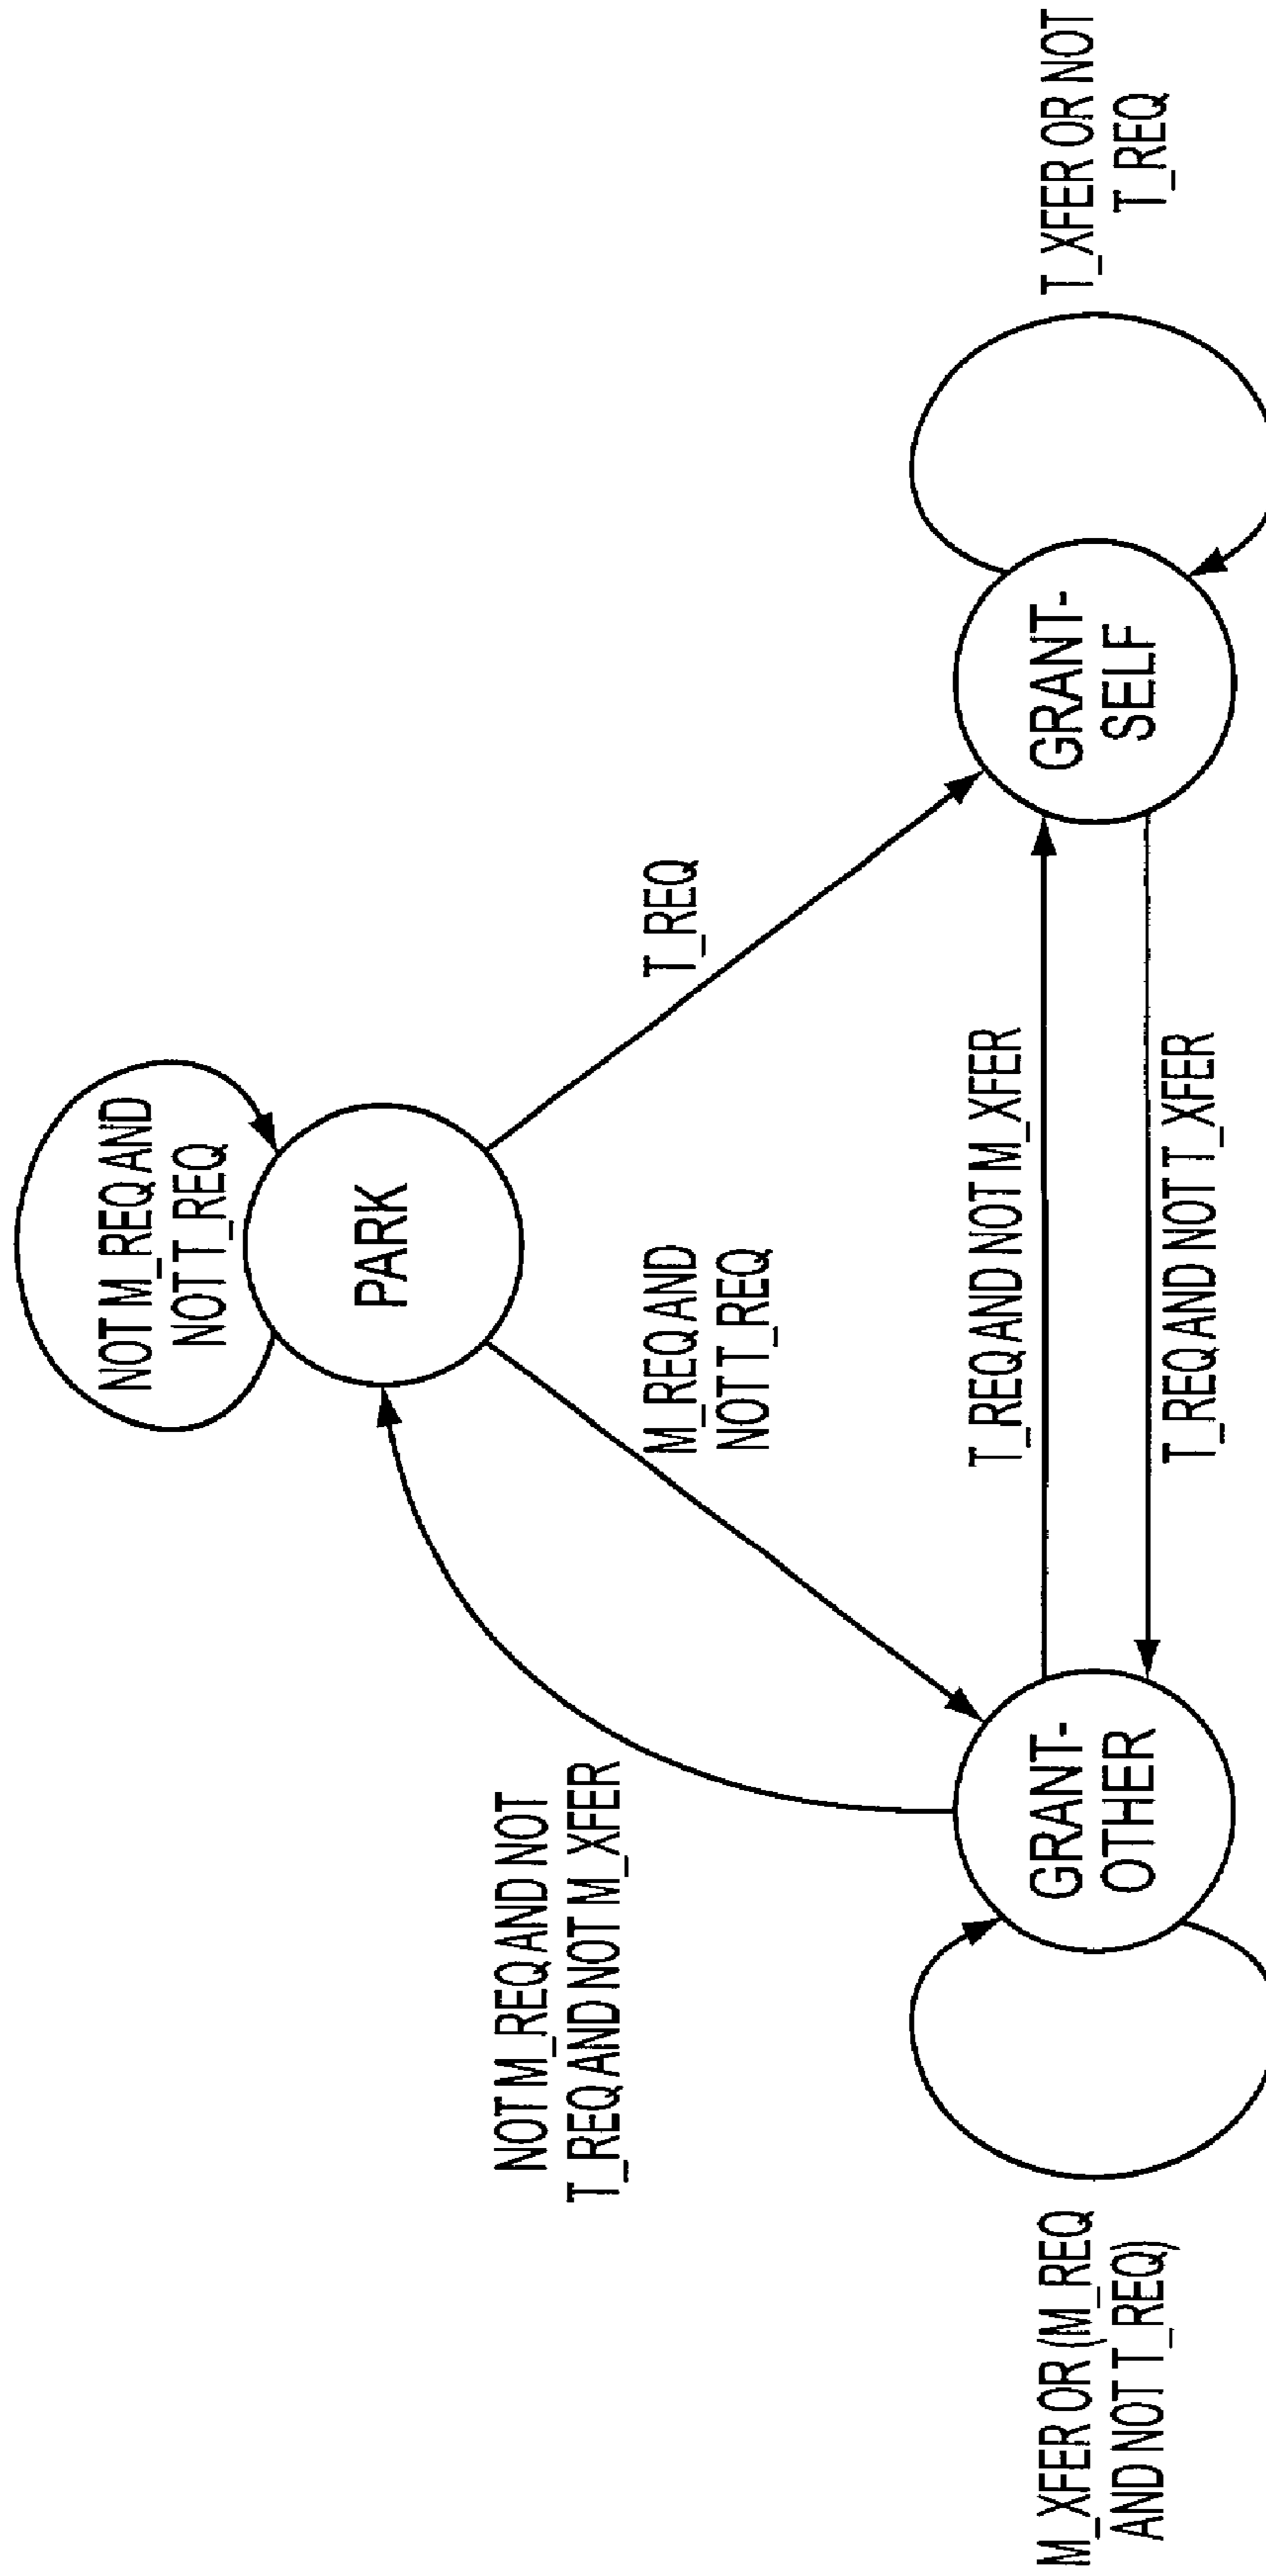 NOT M_REQ AND
NOT T_REQ
PARK
NOT M_REQ AND NOT
T_REQ AND NOT M_XFER
M_REQ AND
NOT T_REQ
T_REQ
T_REQ AND NOT M_XFER
T_REQ AND NOT T_XFER
M_XFER OR (M_REQ
AND NOT T_REQ)
GRANT-
OTHER
GRANT-
SELF
T_XFER OR NOT
T_REQ